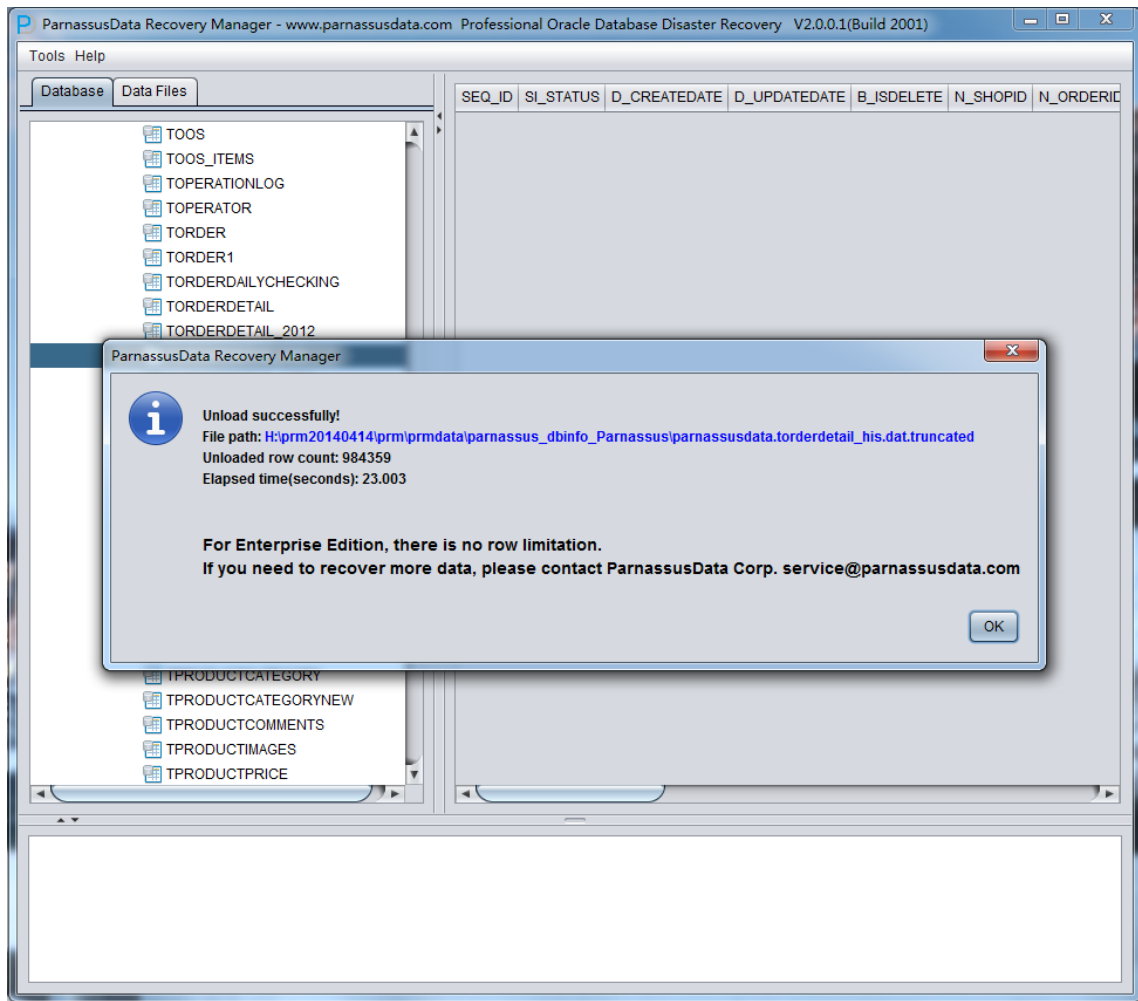 ParnassusData Recovery Manager - www.parnassusdata.com Professional Oracle Database Disaster Recovery V2.0.0.1(Build 2001)
Tools Help
Database Data Files
SEQ_ID SI_STATUS D_CREATEDATE D_UPDATEDATE B_ISDELETE N_SHOPID N_ORDERID
TOOS
TOOS_ITEMS
TOPERATIONLOG
TOPERATOR
TORDER
TORDER1
TORDERDAILYCHECKING
TORDERDETAIL
TORDERDETAIL_2012
ParnassusData Recovery Manager
Unload successfully!
File path: H:\prm20140414\prm\prmdata\parnassus_dbinfo_Parnassus\parnassusdata.torderdetail_his.dat.truncated
Unloaded row count: 984359
Elapsed time(seconds): 23.003
For Enterprise Edition, there is no row limitation.
If you need to recover more data, please contact ParnassusData Corp. service@parnassusdata.com
OK
TPRODUCTCATEGORY
TPRODUCTCATEGORYNEW
TPRODUCTCOMMENTS
TPRODUCTIMAGES
TPRODUCTPRICE